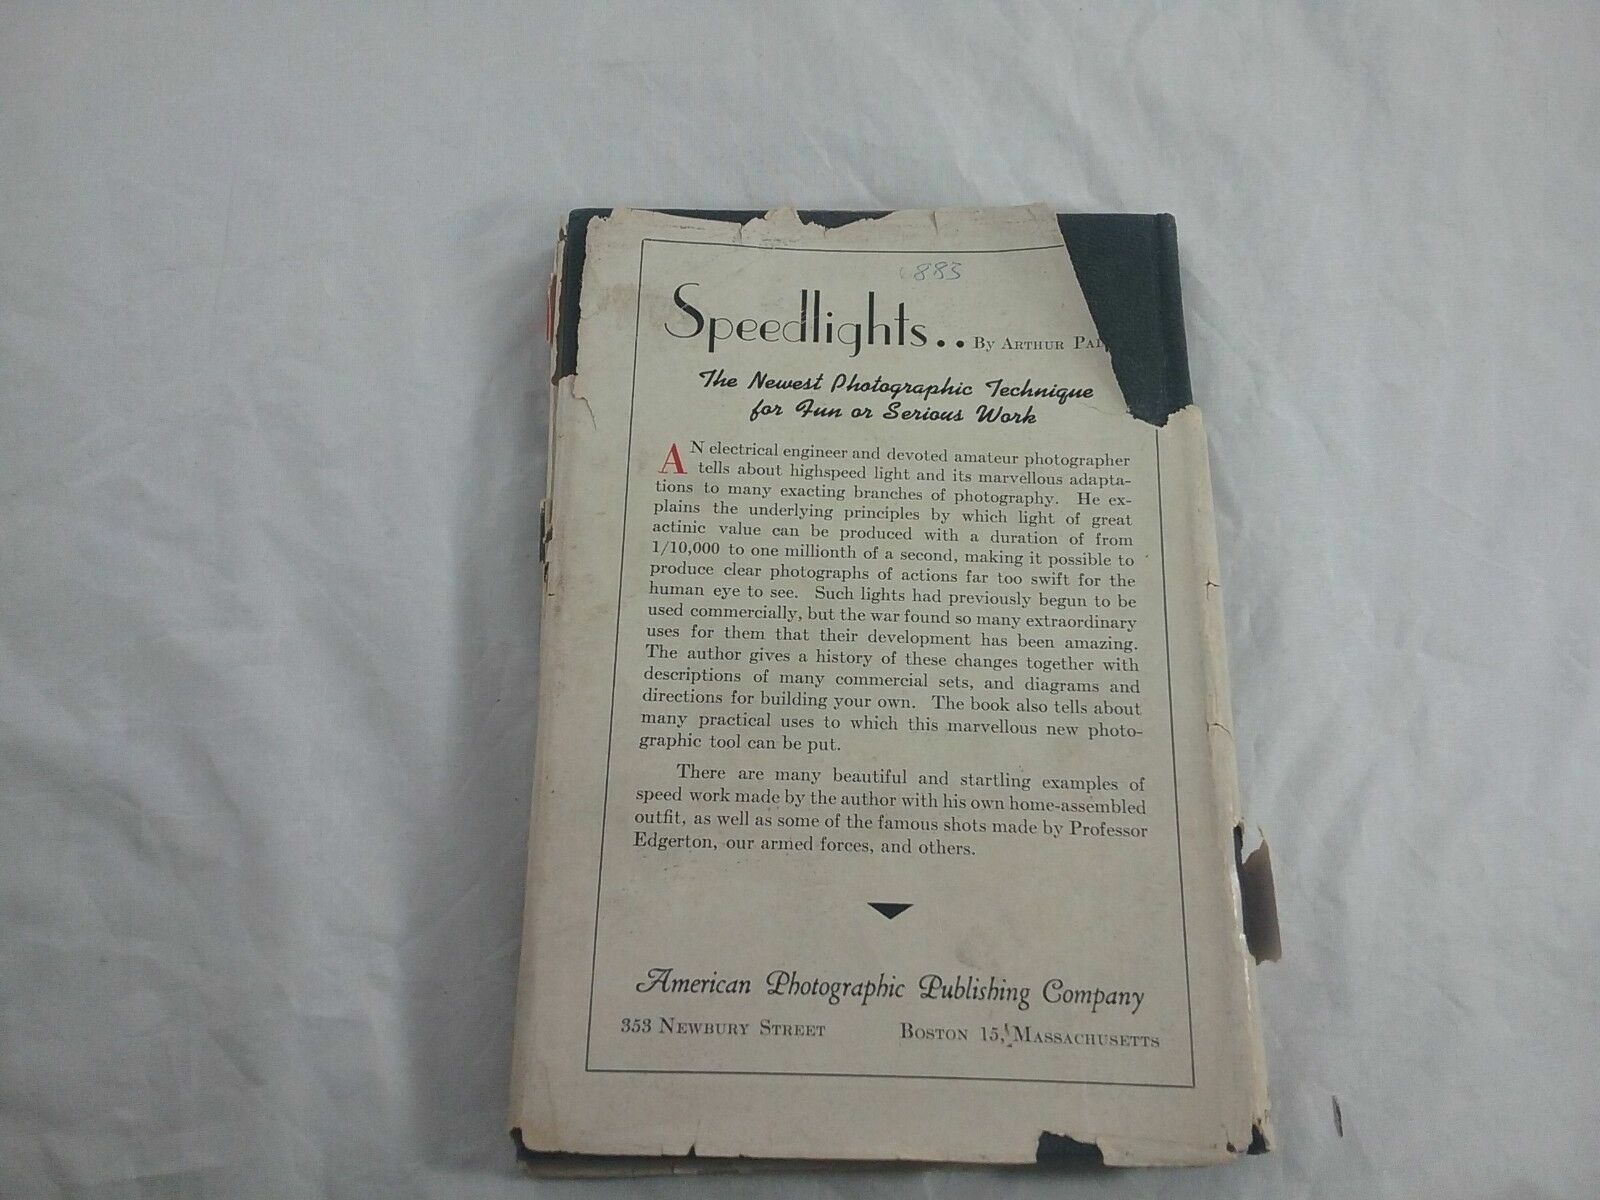 883
Speedlights.. By Arthur
The Newest Photographic Technique
for Fun or Serious Work
AN electrical engineer and devoted amateur photographer
tells about highspeed light and its marvellous adapta-
tions to many exacting branches of photography. He ex-
plains the underlying principles by which light of great
actinic value can be produced with a duration of from
1/10,000 to one millionth of a second, making it possible to
produce clear photographs of actions far too swift for the
human eye to see. Such lights had previously begun to be
used commercially, but the war found so many extraordinary
uses for them that their development has been amazing.
The author gives a history of these changes together with
descriptions of many commercial sets, and diagrams and
directions for building your own. The book also tells about
many practical uses to which this marvellous new photo-
graphic tool can be put.
There are many beautiful and startling examples of
speed work made by the author with his own home-assembled
outfit, as well as some of the famous shots made by Professor
Edgerton, our armed forces, and others.
American Photographic Publishing Company
353 Newbury Street Boston 15, Massachusetts